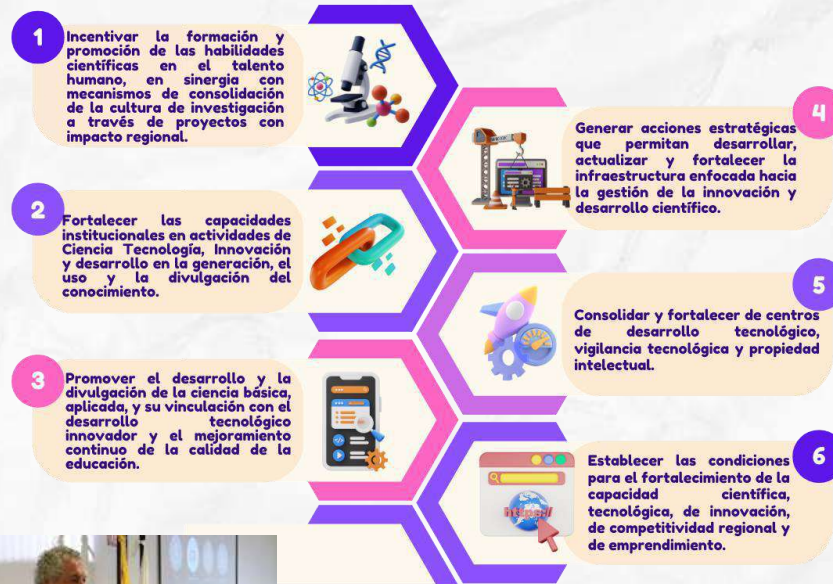 1
Incentivar la formación y
promoción de las habilidades
científicas en el talento
humano, en sinergia con
mecanismos de consolidación
de la cultura de investigación
a través de proyectos con
impacto regional.
2
Fortalecer las capacidades
institucionales en actividades de
Ciencia Tecnología, Innovación
y desarrollo en la generación, el
uso y la divulgación del
conocimiento.
3
Promover el desarrollo y la
divulgación de la ciencia básica,
aplicada, y su vinculación con el
desarrollo tecnológico
innovador y el mejoramiento
continuo de la calidad de la
educación.
4
Generar acciones estratégicas
que permitan desarrollar,
actualizar y fortalecer la
infraestructura enfocada hacia
la gestión de la innovación y
desarrollo científico.
5
Consolidar y fortalecer de centros
de desarrollo tecnológico,
vigilancia tecnológica y propiedad
intelectual.
6
http://
Establecer las condiciones
para el fortalecimiento de la
capacidad científica,
tecnológica, de innovación,
de competitividad regional y
de emprendimiento.